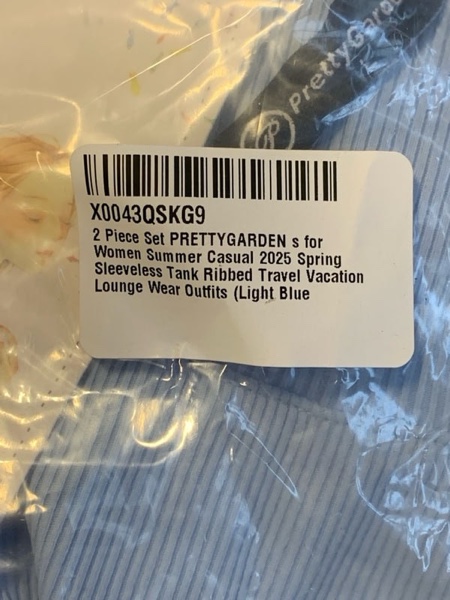 PrettyGarde
X0043QSKG9
2 Piece Set PRETTYGARDEN s for
Women Summer Casual 2025 Spring
Sleeveless Tank Ribbed Travel Vacation
Lounge Wear Outfits (Light Blue